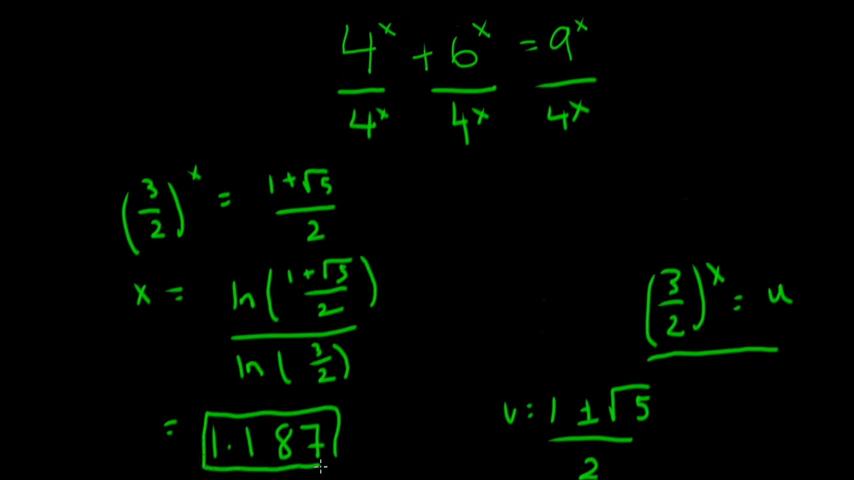 4^x + 6^x = 9^x
4^x 4^x 4^x
(3/2)^x = (1+√5)/2
x = ln((1+√5)/2) / ln(3/2)
= 1.187
(3/2)^x = u
u = (1±√5)/2